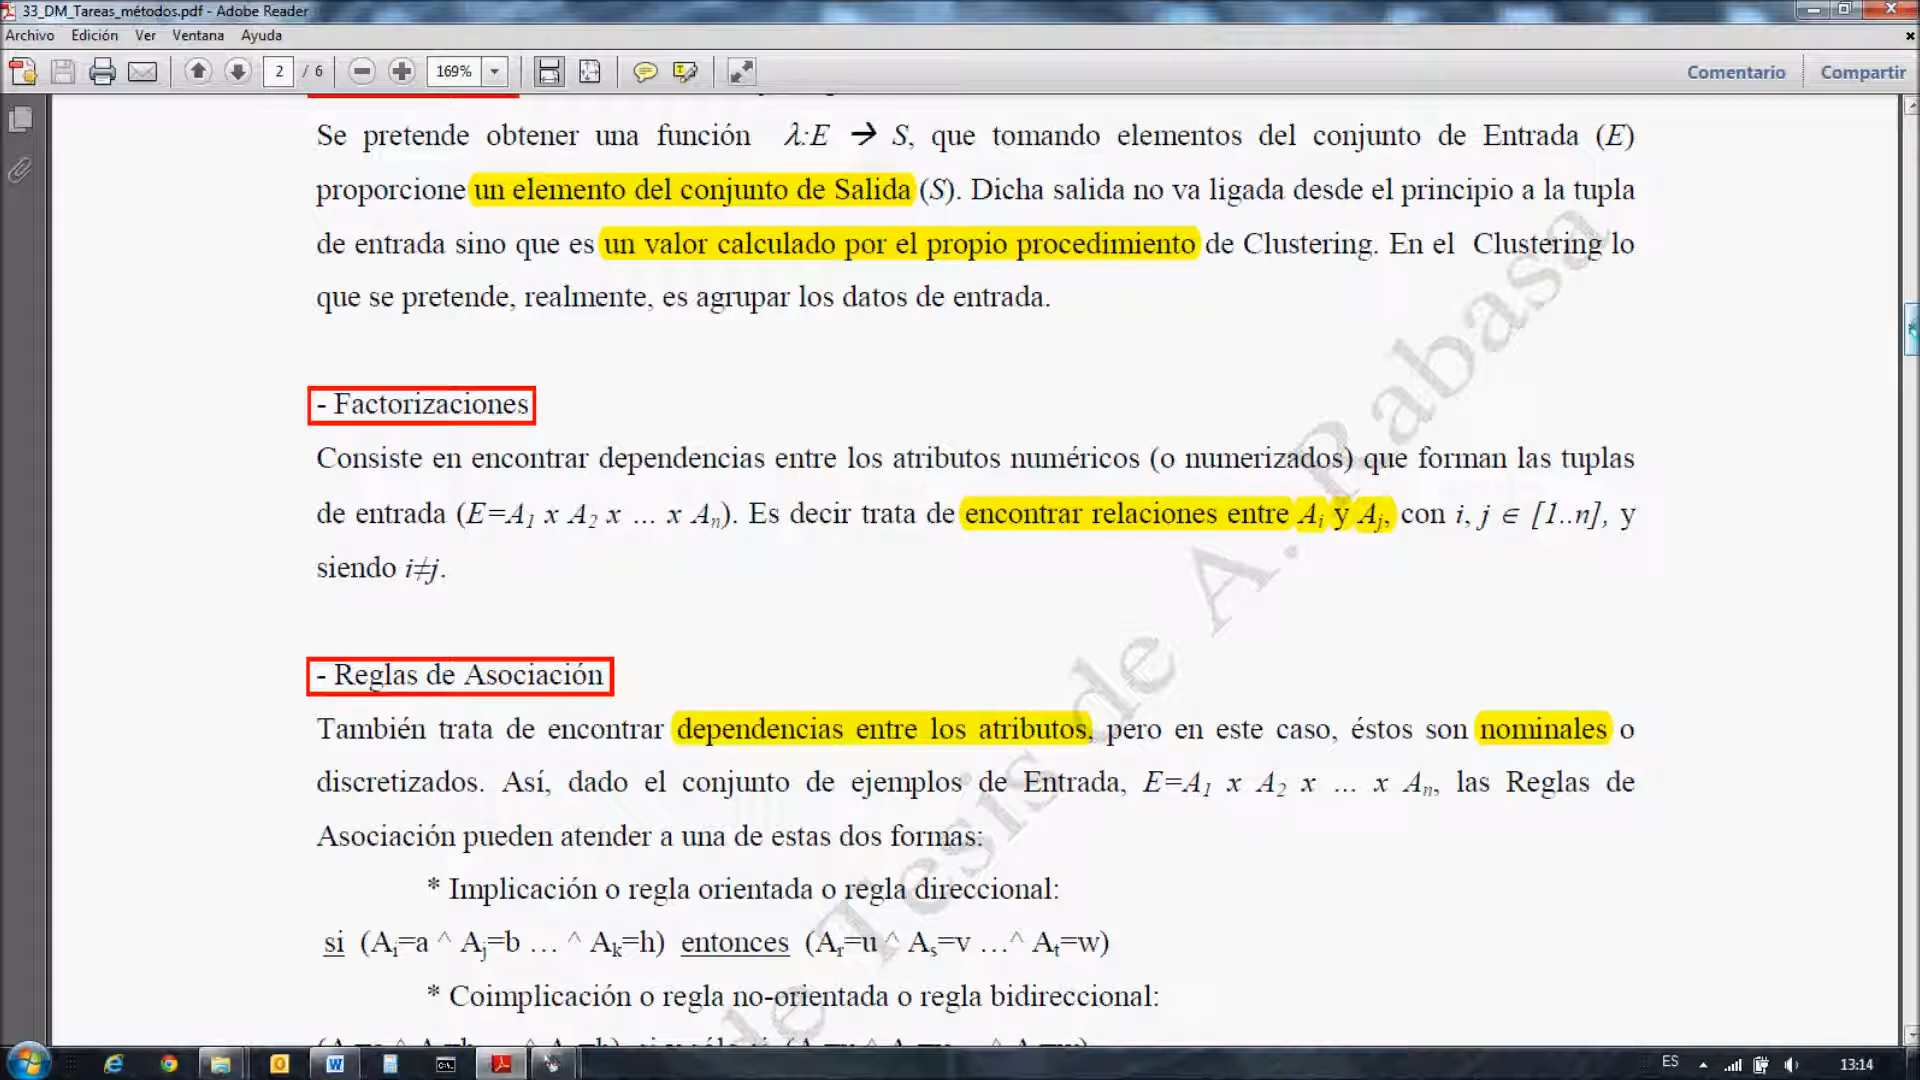 33_DM_Tareas_métodos.pdf - Adobe Reader
Archivo Edición Ver Ventana Ayuda
2 / 6 169% Comentario Compartir
Se pretende obtener una función λ:E → S, que tomando elementos del conjunto de Entrada (E)
proporcione un elemento del conjunto de Salida (S). Dicha salida no va ligada desde el principio a la tupla
de entrada sino que es un valor calculado por el propio procedimiento de Clustering. En el Clustering lo
que se pretende, realmente, es agrupar los datos de entrada.
- Factorizaciones
Consiste en encontrar dependencias entre los atributos numéricos (o numerizados) que forman las tuplas
de entrada (E=A1 x A2 x ... x An). Es decir trata de encontrar relaciones entre Ai y Aj, con i, j ∈ [1..n], y
siendo i≠j.
- Reglas de Asociación
También trata de encontrar dependencias entre los atributos, pero en este caso, éstos son nominales o
discretizados. Así, dado el conjunto de ejemplos de Entrada, E=A1 x A2 x ... x An, las Reglas de
Asociación pueden atender a una de estas dos formas:
* Implicación o regla orientada o regla direccional:
si (Ai=a ^ Aj=b … ^ Ak=h) entonces (Ar=u ^ As=v …^ At=w)
* Coimplicación o regla no-orientada o regla bidireccional:
de Tesis de A. Rabasa
ES 13:14